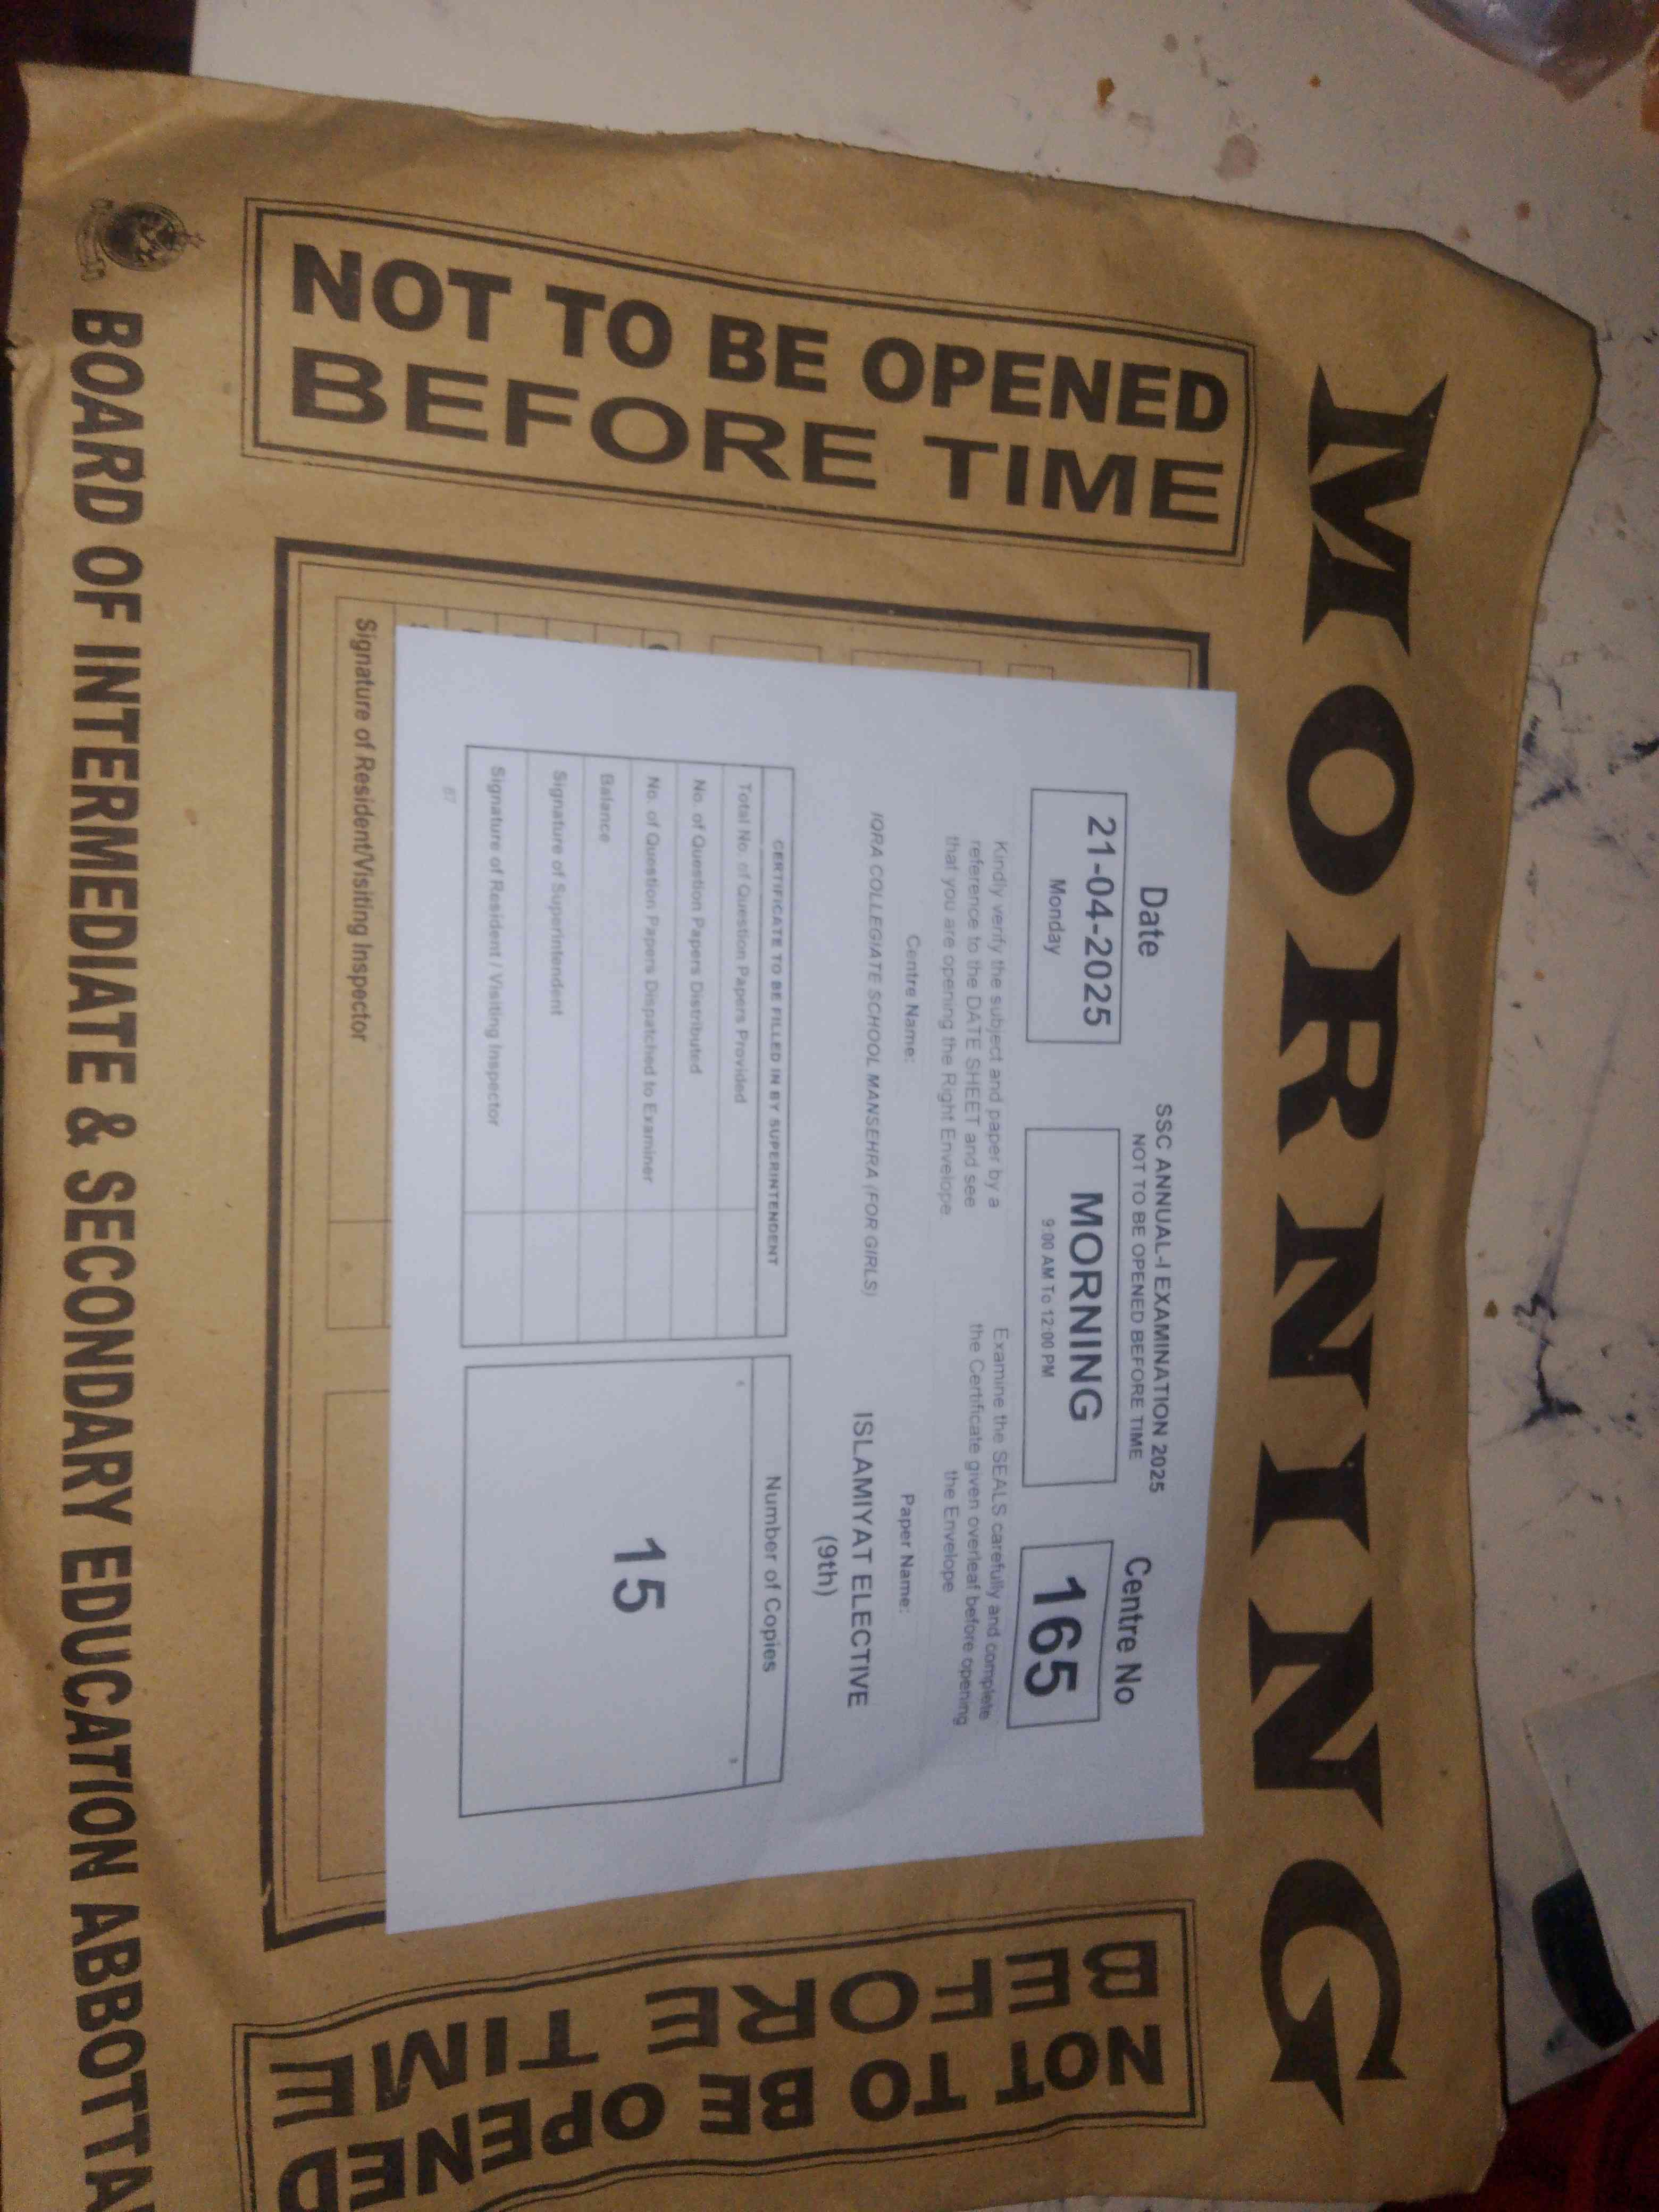 MORNING
NOT TO BE OPENED
BEFORE TIME
Date
21-04-2025
Monday
SSC ANNUAL-I EXAMINATION 2025
NOT TO BE OPENED BEFORE TIME
MORNING
9:00 AM To 12:00 PM
Centre No
165
Kindly verify the subject and paper by a
reference to the DATE SHEET and see
that you are opening the Right Envelope.
Examine the SEALS carefully and complete
the Certificate given overleaf before opening
the Envelope
Centre Name:
IQRA COLLEGIATE SCHOOL MANSEHRA (FOR GIRLS)
Paper Name:
ISLAMIYAT ELECTIVE
(9th)
CERTIFICATE TO BE FILLED IN BY SUPERINTENDENT
Total No. of Question Papers Provided
No. of Question Papers Distributed
No. of Question Papers Dispatched to Examiner
Balance
Signature of Superintendent
Signature of Resident / Visiting Inspector
Number of Copies
15
67
Signature of Resident/Visiting Inspector
NOT TO BE OPENED
BEFORE TIME
BOARD OF INTERMEDIATE & SECONDARY EDUCATION ABBOTTA